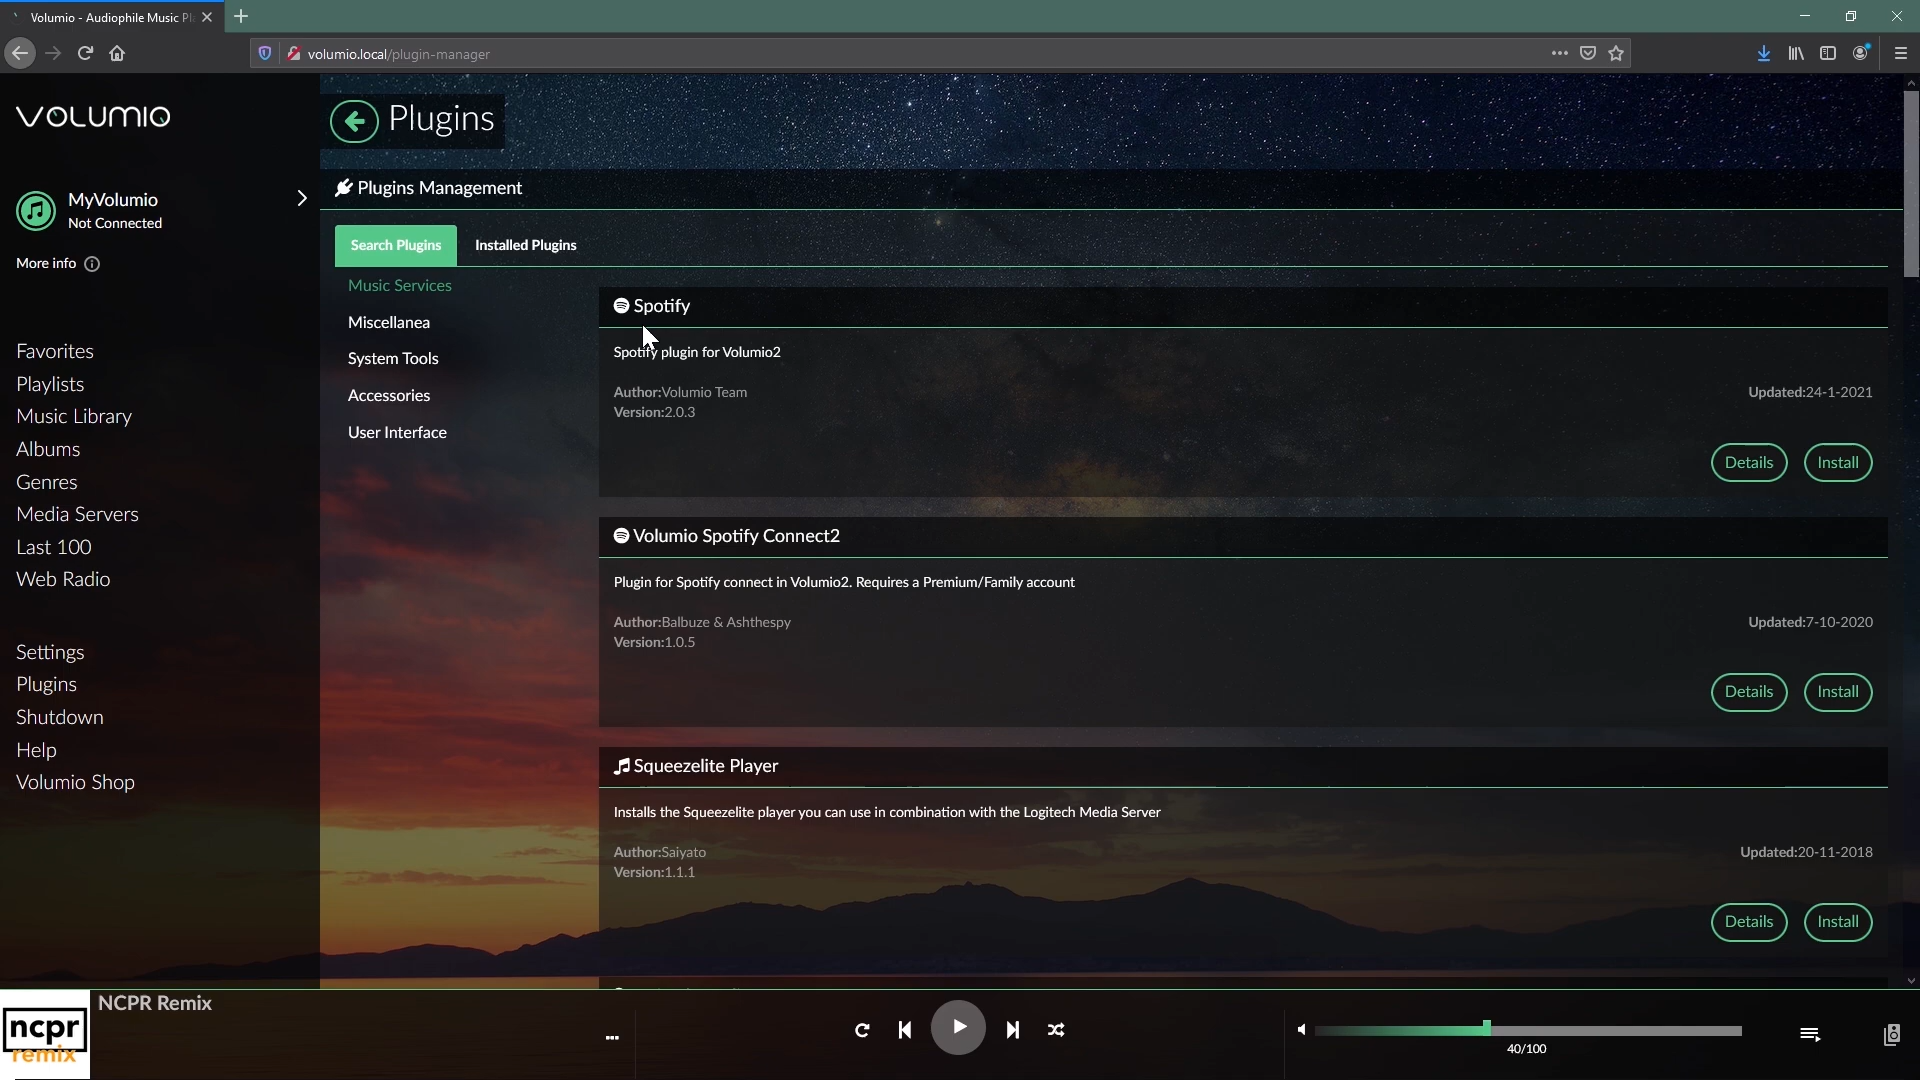 Volumio - Audiophile Music Pl
volumio.local/plugin-manager
VOLUMIO
MyVolumio
Not Connected
More info
Favorites
Playlists
Music Library
Albums
Genres
Media Servers
Last 100
Web Radio
Settings
Plugins
Shutdown
Help
Volumio Shop
Plugins
Plugins Management
Search Plugins
Installed Plugins
Music Services
Miscellanea
System Tools
Accessories
User Interface
Spotify
Spotify plugin for Volumio2
Author:Volumio Team
Updated:24-1-2021
Version:2.0.3
Details
Install
Volumio Spotify Connect2
Plugin for Spotify connect in Volumio2. Requires a Premium/Family account
Author:Balbuze & Ashthespy
Updated:7-10-2020
Version:1.0.5
Details
Install
Squeezelite Player
Installs the Squeezelite player you can use in combination with the Logitech Media Server
Author:Saiyato
Updated:20-11-2018
Version:1.1.1
Details
Install
ncpr
remix
NCPR Remix
40/100